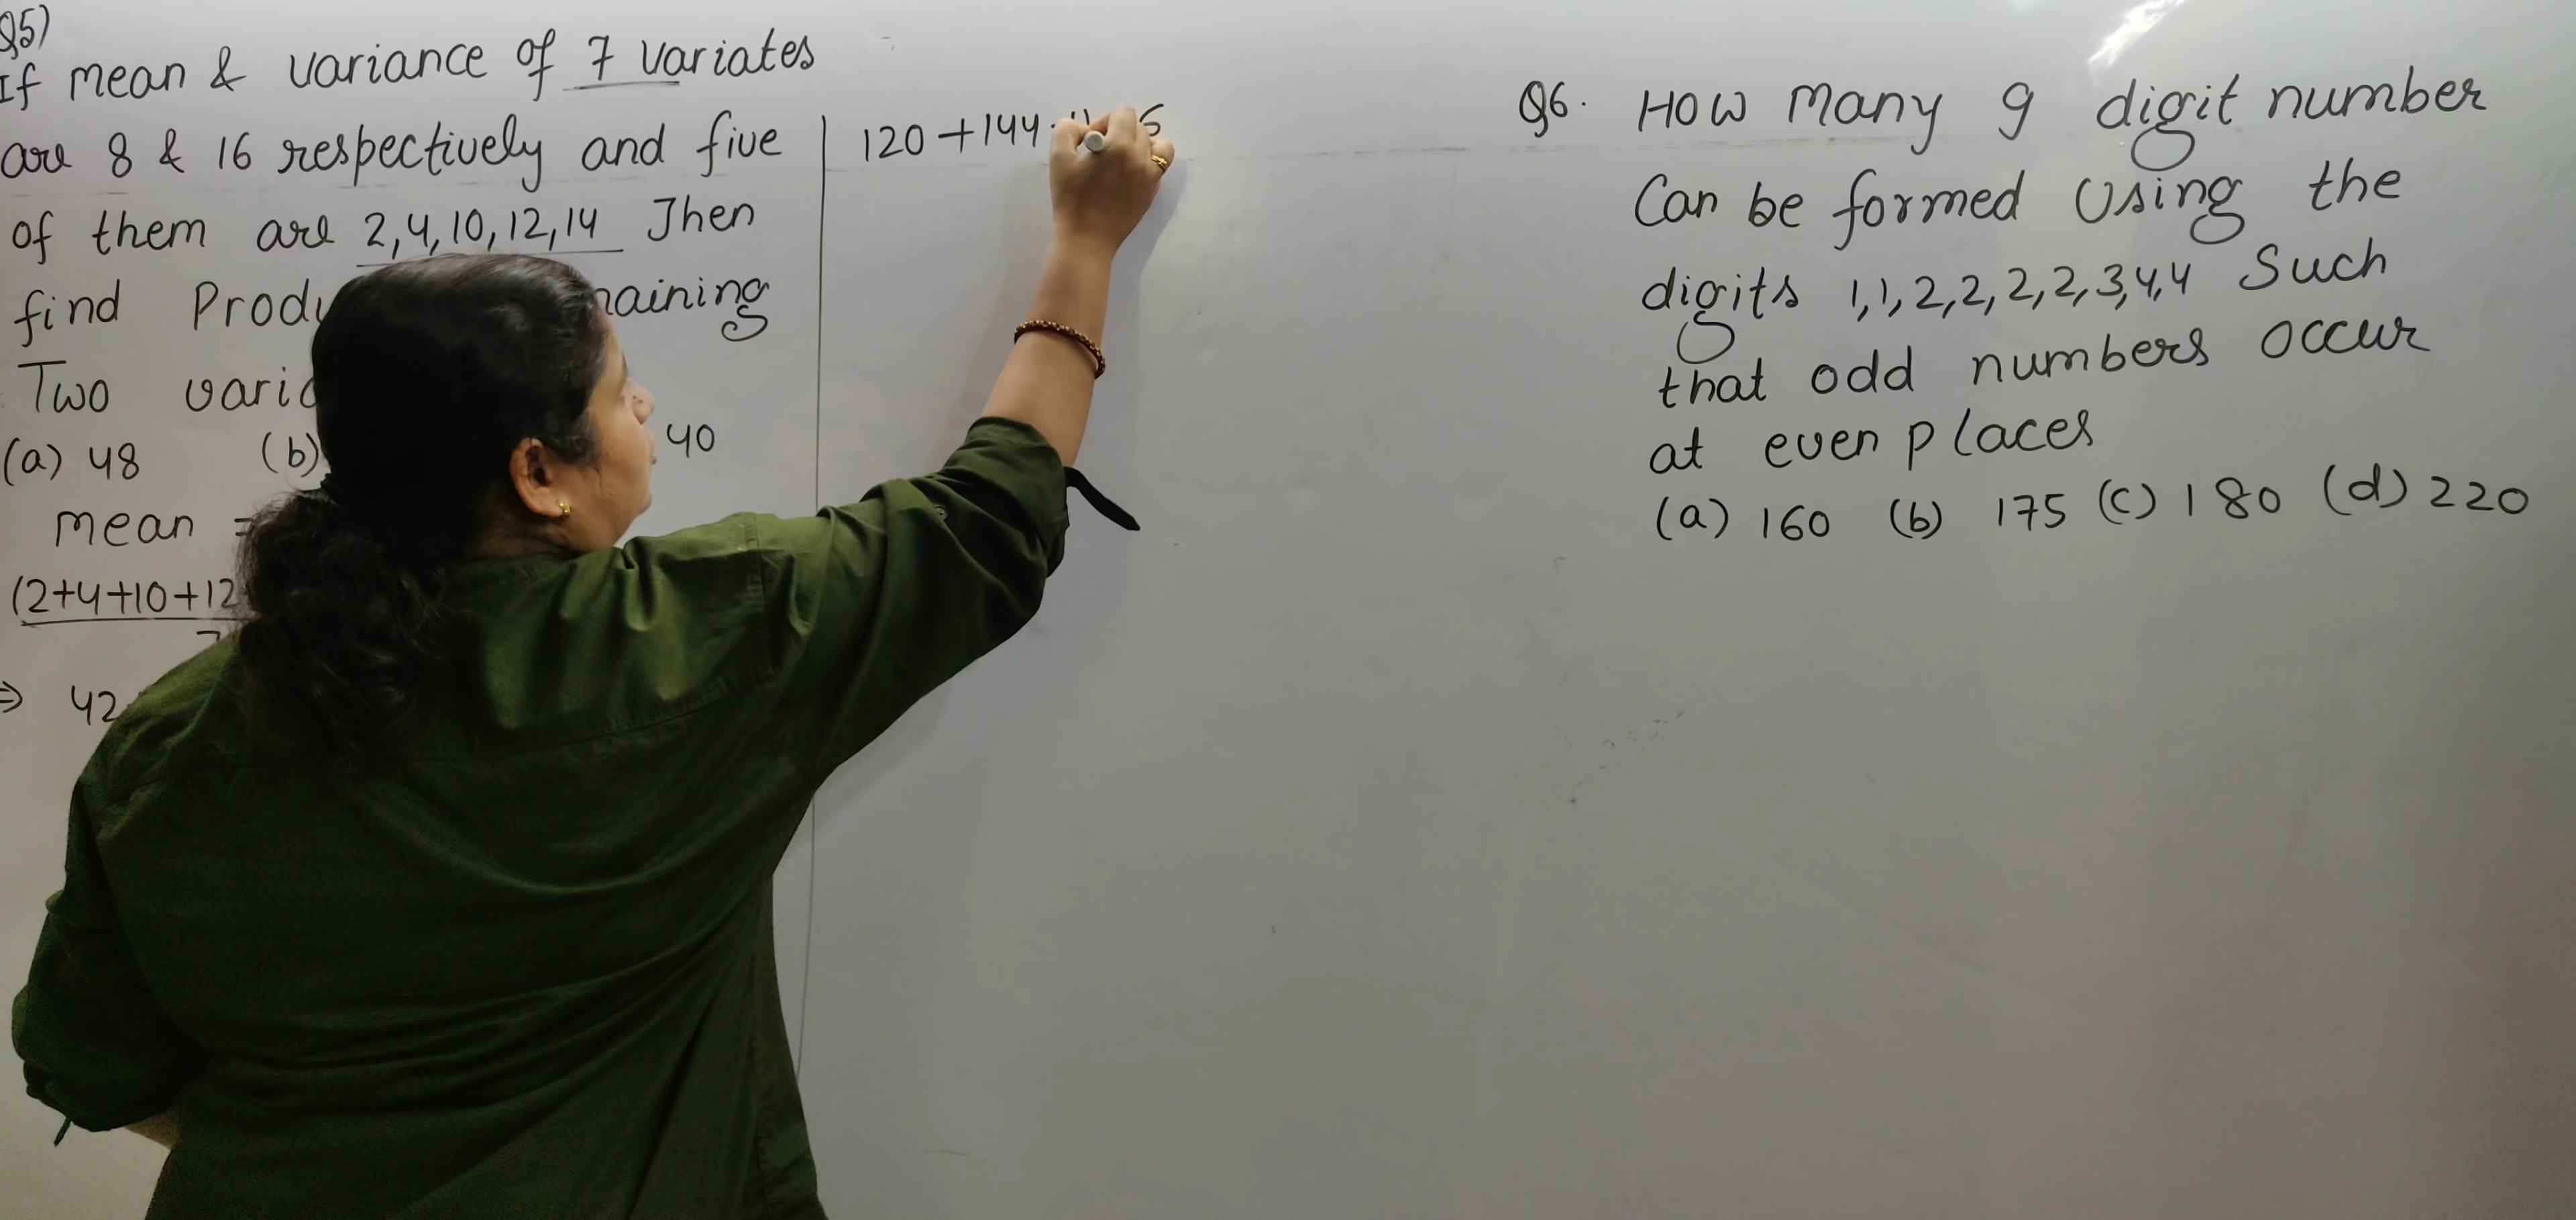 Q5)
If mean & variance of 7 variates
are 8 & 16 respectively and five
of them are 2,4,10,12,14 Then
find
Two
(a) 48 (b) 40
mean =
(2+4+10+12
7
⇒ 42
120+144
Q6. How many 9 digit number
Can be formed Using the
digits 1,1,2,2,2,2,3,4,4 Such
that odd numbers occur
at even places
(a) 160 (b) 175 (c) 180 (d) 220